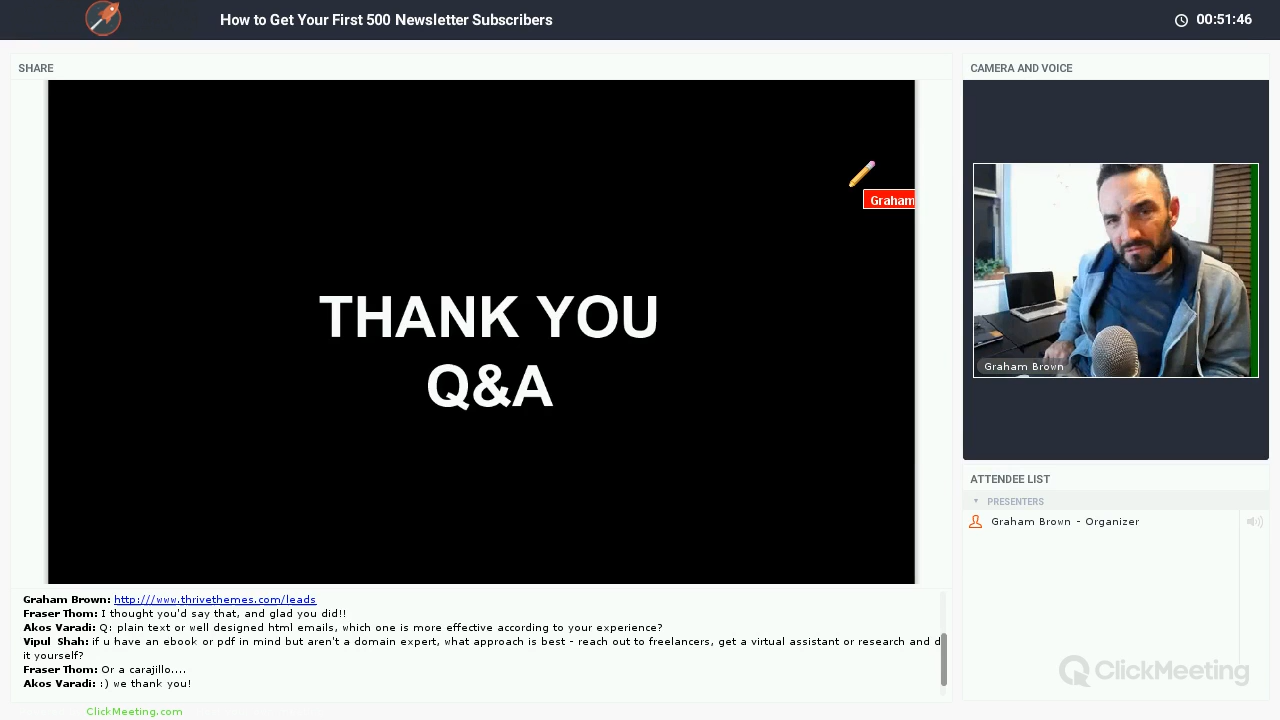 How to Get Your First 500 Newsletter Subscribers
00:51:46
SHARE
Graham
THANK YOU
Q&A
Graham Brown: http:///www.thrivethemes.com/leads
Fraser Thom: I thought you'd say that, and glad you did!!
Akos Varadi: Q: plain text or well designed html emails, which one is more effective according to your experience?
Vipul Shah: if u have an ebook or pdf in mind but aren't a domain expert, what approach is best - reach out to freelancers, get a virtual assistant or research and d
it yourself?
Fraser Thom: Or a carajillo....
Akos Varadi: :) we thank you!
ClickMeeting.com
CAMERA AND VOICE
Graham Brown
ATTENDEE LIST
PRESENTERS
Graham Brown - Organizer
ClickMeeting